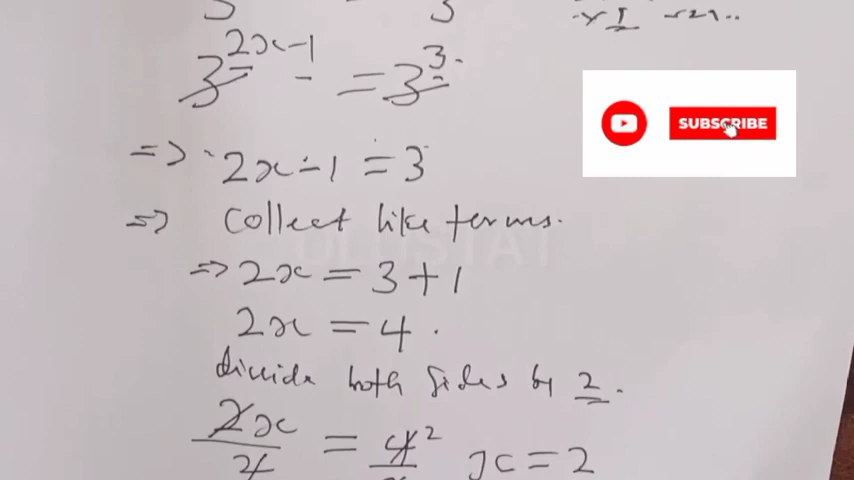 3^{2x-1} = 3^3.
SUBSCRIBE
=> 2x-1 = 3
=> Collect like terms.
=> 2x = 3+1
2x = 4.
divide both sides by 2.
2x = 4 2 x = 2